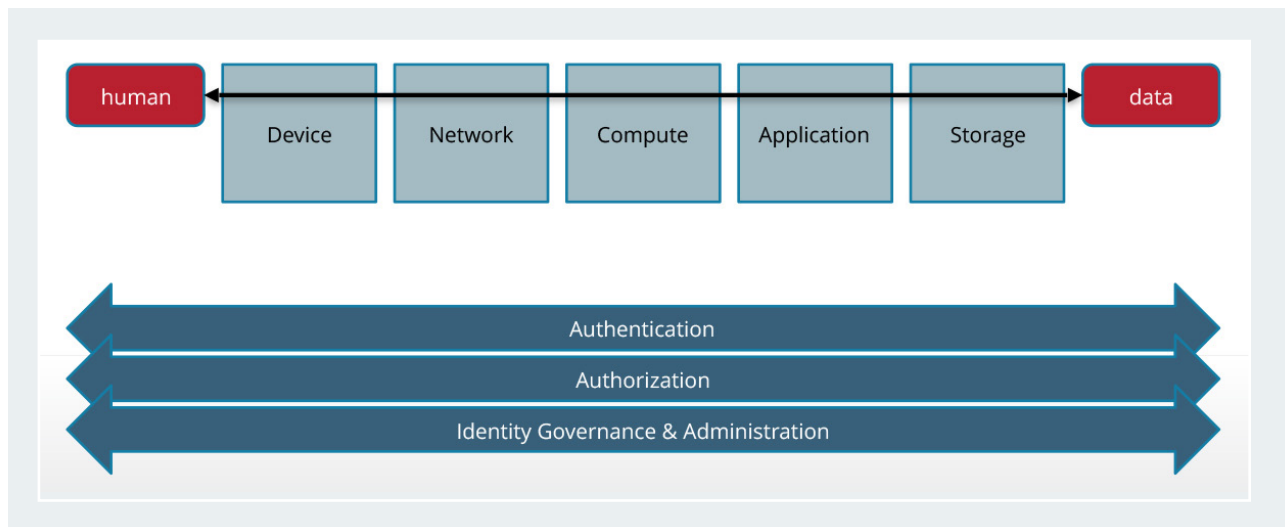 human
Device
Network
Compute
Application
Storage
data
Authentication
Authorization
Identity Governance & Administration